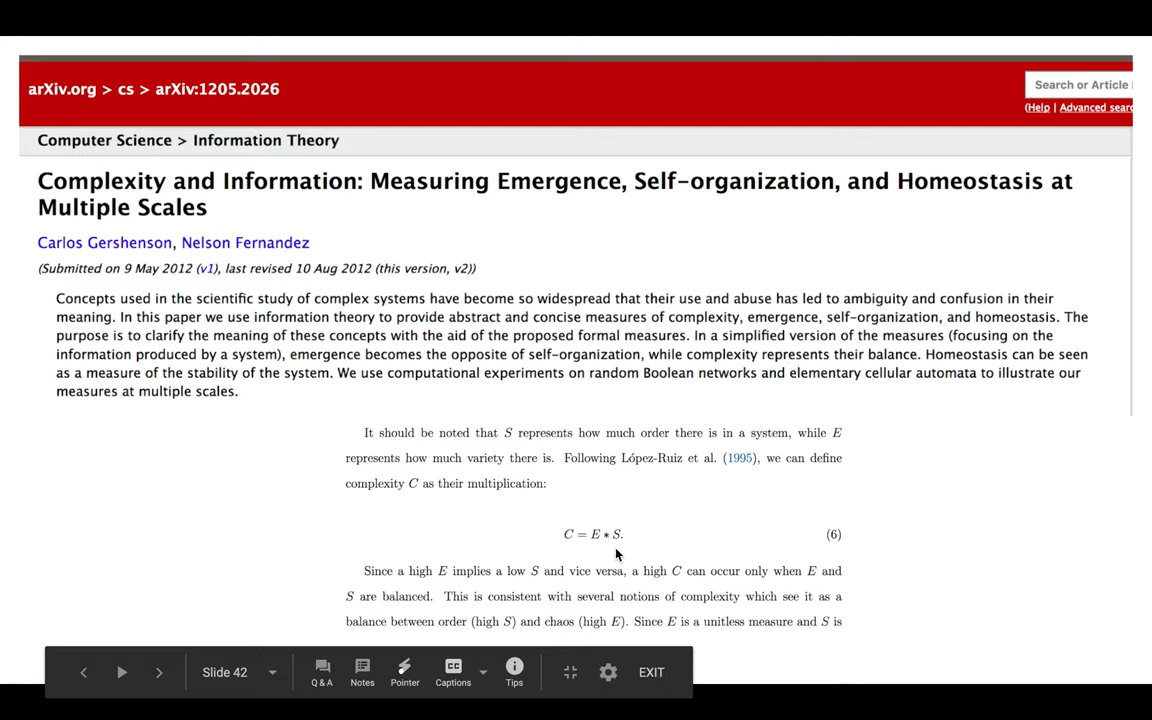 arXiv.org > cs > arXiv:1205.2026
Search or Article
(Help | Advanced searc
Computer Science > Information Theory
Complexity and Information: Measuring Emergence, Self-organization, and Homeostasis at
Multiple Scales
Carlos Gershenson, Nelson Fernandez
(Submitted on 9 May 2012 (v1), last revised 10 Aug 2012 (this version, v2))
Concepts used in the scientific study of complex systems have become so widespread that their use and abuse has led to ambiguity and confusion in their
meaning. In this paper we use information theory to provide abstract and concise measures of complexity, emergence, self-organization, and homeostasis. The
purpose is to clarify the meaning of these concepts with the aid of the proposed formal measures. In a simplified version of the measures (focusing on the
information produced by a system), emergence becomes the opposite of self-organization, while complexity represents their balance. Homeostasis can be seen
as a measure of the stability of the system. We use computational experiments on random Boolean networks and elementary cellular automata to illustrate our
measures at multiple scales.
It should be noted that S represents how much order there is in a system, while E
represents how much variety there is. Following López-Ruiz et al. (1995), we can define
complexity C as their multiplication:
C = E ∗ S. (6)
Since a high E implies a low S and vice versa, a high C can occur only when E and
S are balanced. This is consistent with several notions of complexity which see it as a
balance between order (high S) and chaos (high E). Since E is a unitless measure and S is
Slide 42
Q & A
Notes
Pointer
CC
Captions
Tips
EXIT